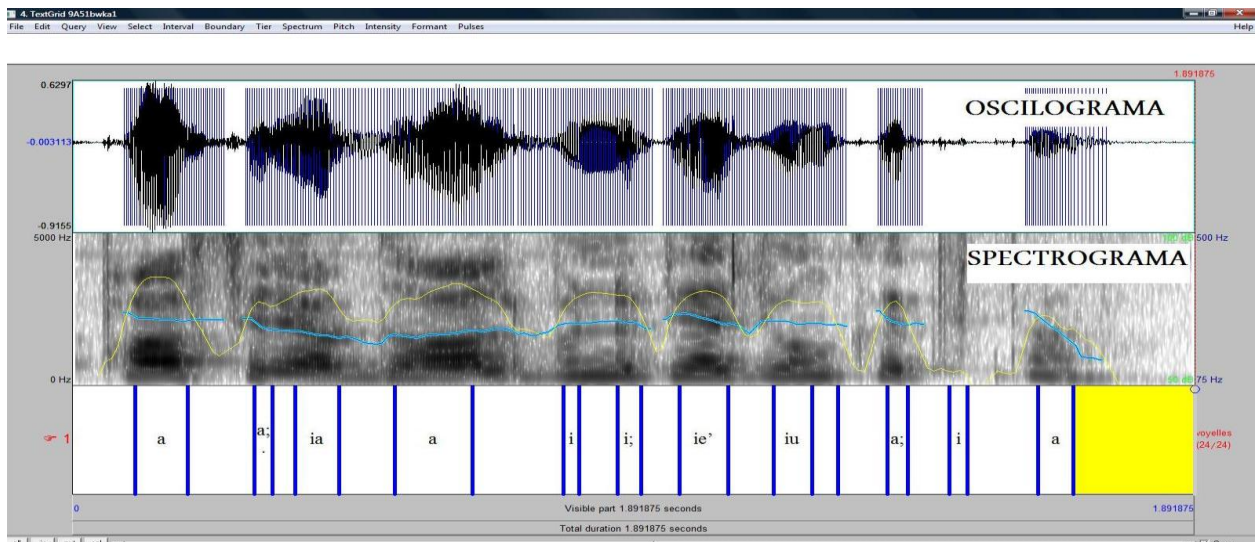 4. TextGrid 9A51bwka1
File Edit Query View Select Interval Boundary Tier Spectrum Pitch Intensity Formant Pulses Help
1.891875
0.6297
OSCILOGRAMA
-0.003113
-0.9155
5000 Hz
500 Hz
SPECTROGRAMA
0 Hz
75 Hz
1
a a; ia a i i; ie’ iu a; i a
voyelles
(24/24)
0 Visible part 1.891875 seconds 1.891875
Total duration 1.891875 seconds